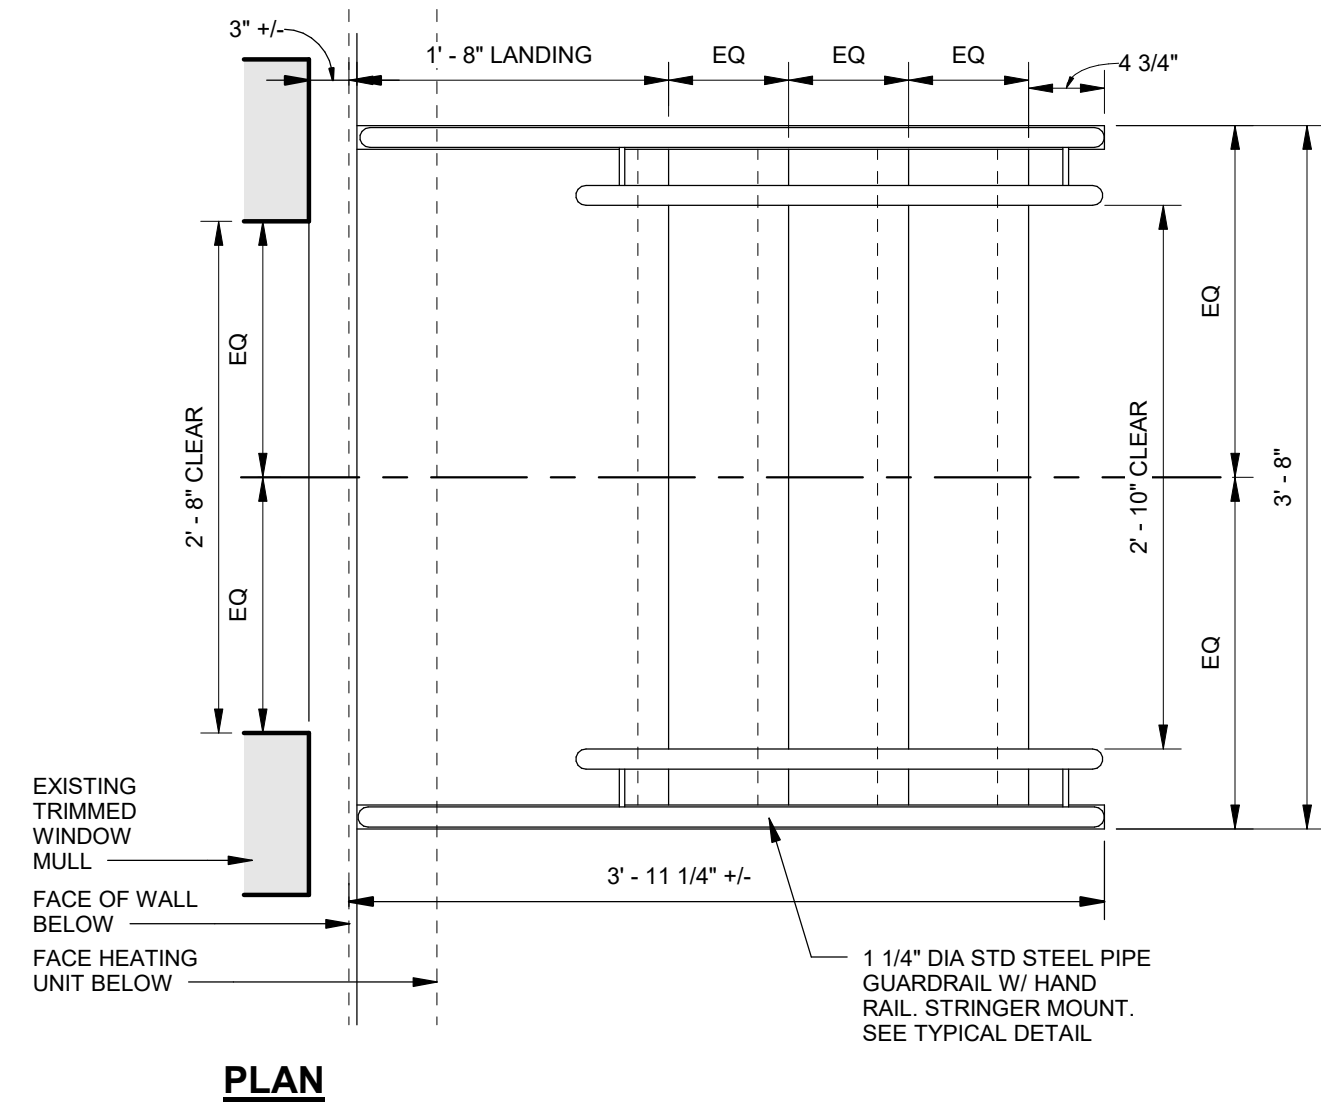 3" +/-
1' - 8" LANDING
EQ
EQ
EQ
4 3/4"
EQ
2' - 8" CLEAR
EQ
EQ
2' - 10" CLEAR
3' - 8"
EQ
EXISTING
TRIMMED
WINDOW
MULL
FACE OF WALL
BELOW
FACE HEATING
UNIT BELOW
3' - 11 1/4" +/-
1 1/4" DIA STD STEEL PIPE
GUARDRAIL W/ HAND
RAIL. STRINGER MOUNT.
SEE TYPICAL DETAIL
PLAN